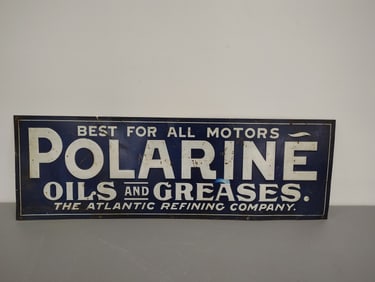 BEST FOR ALL MOTORS
POLARINE
OILS AND GREASES.
THE ATLANTIC REFINING COMPANY.